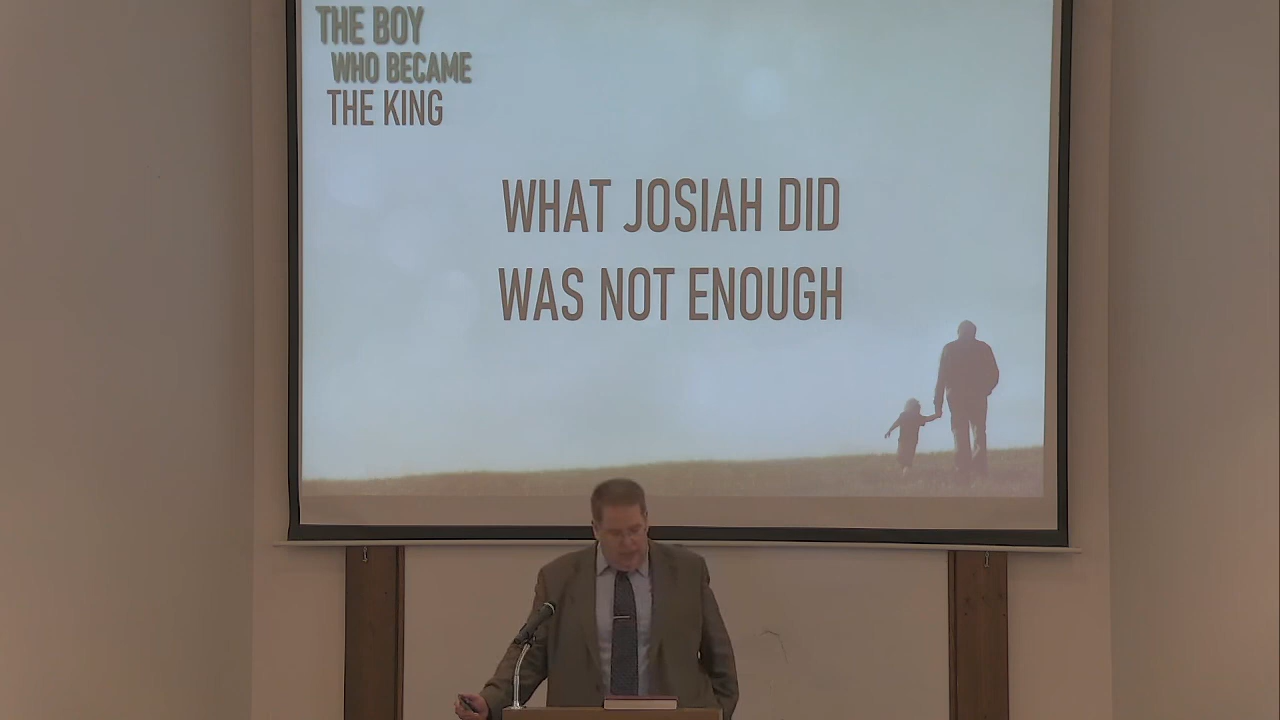 THE BOY
WHO BECAME
THE KING
WHAT JOSIAH DID
WAS NOT ENOUGH